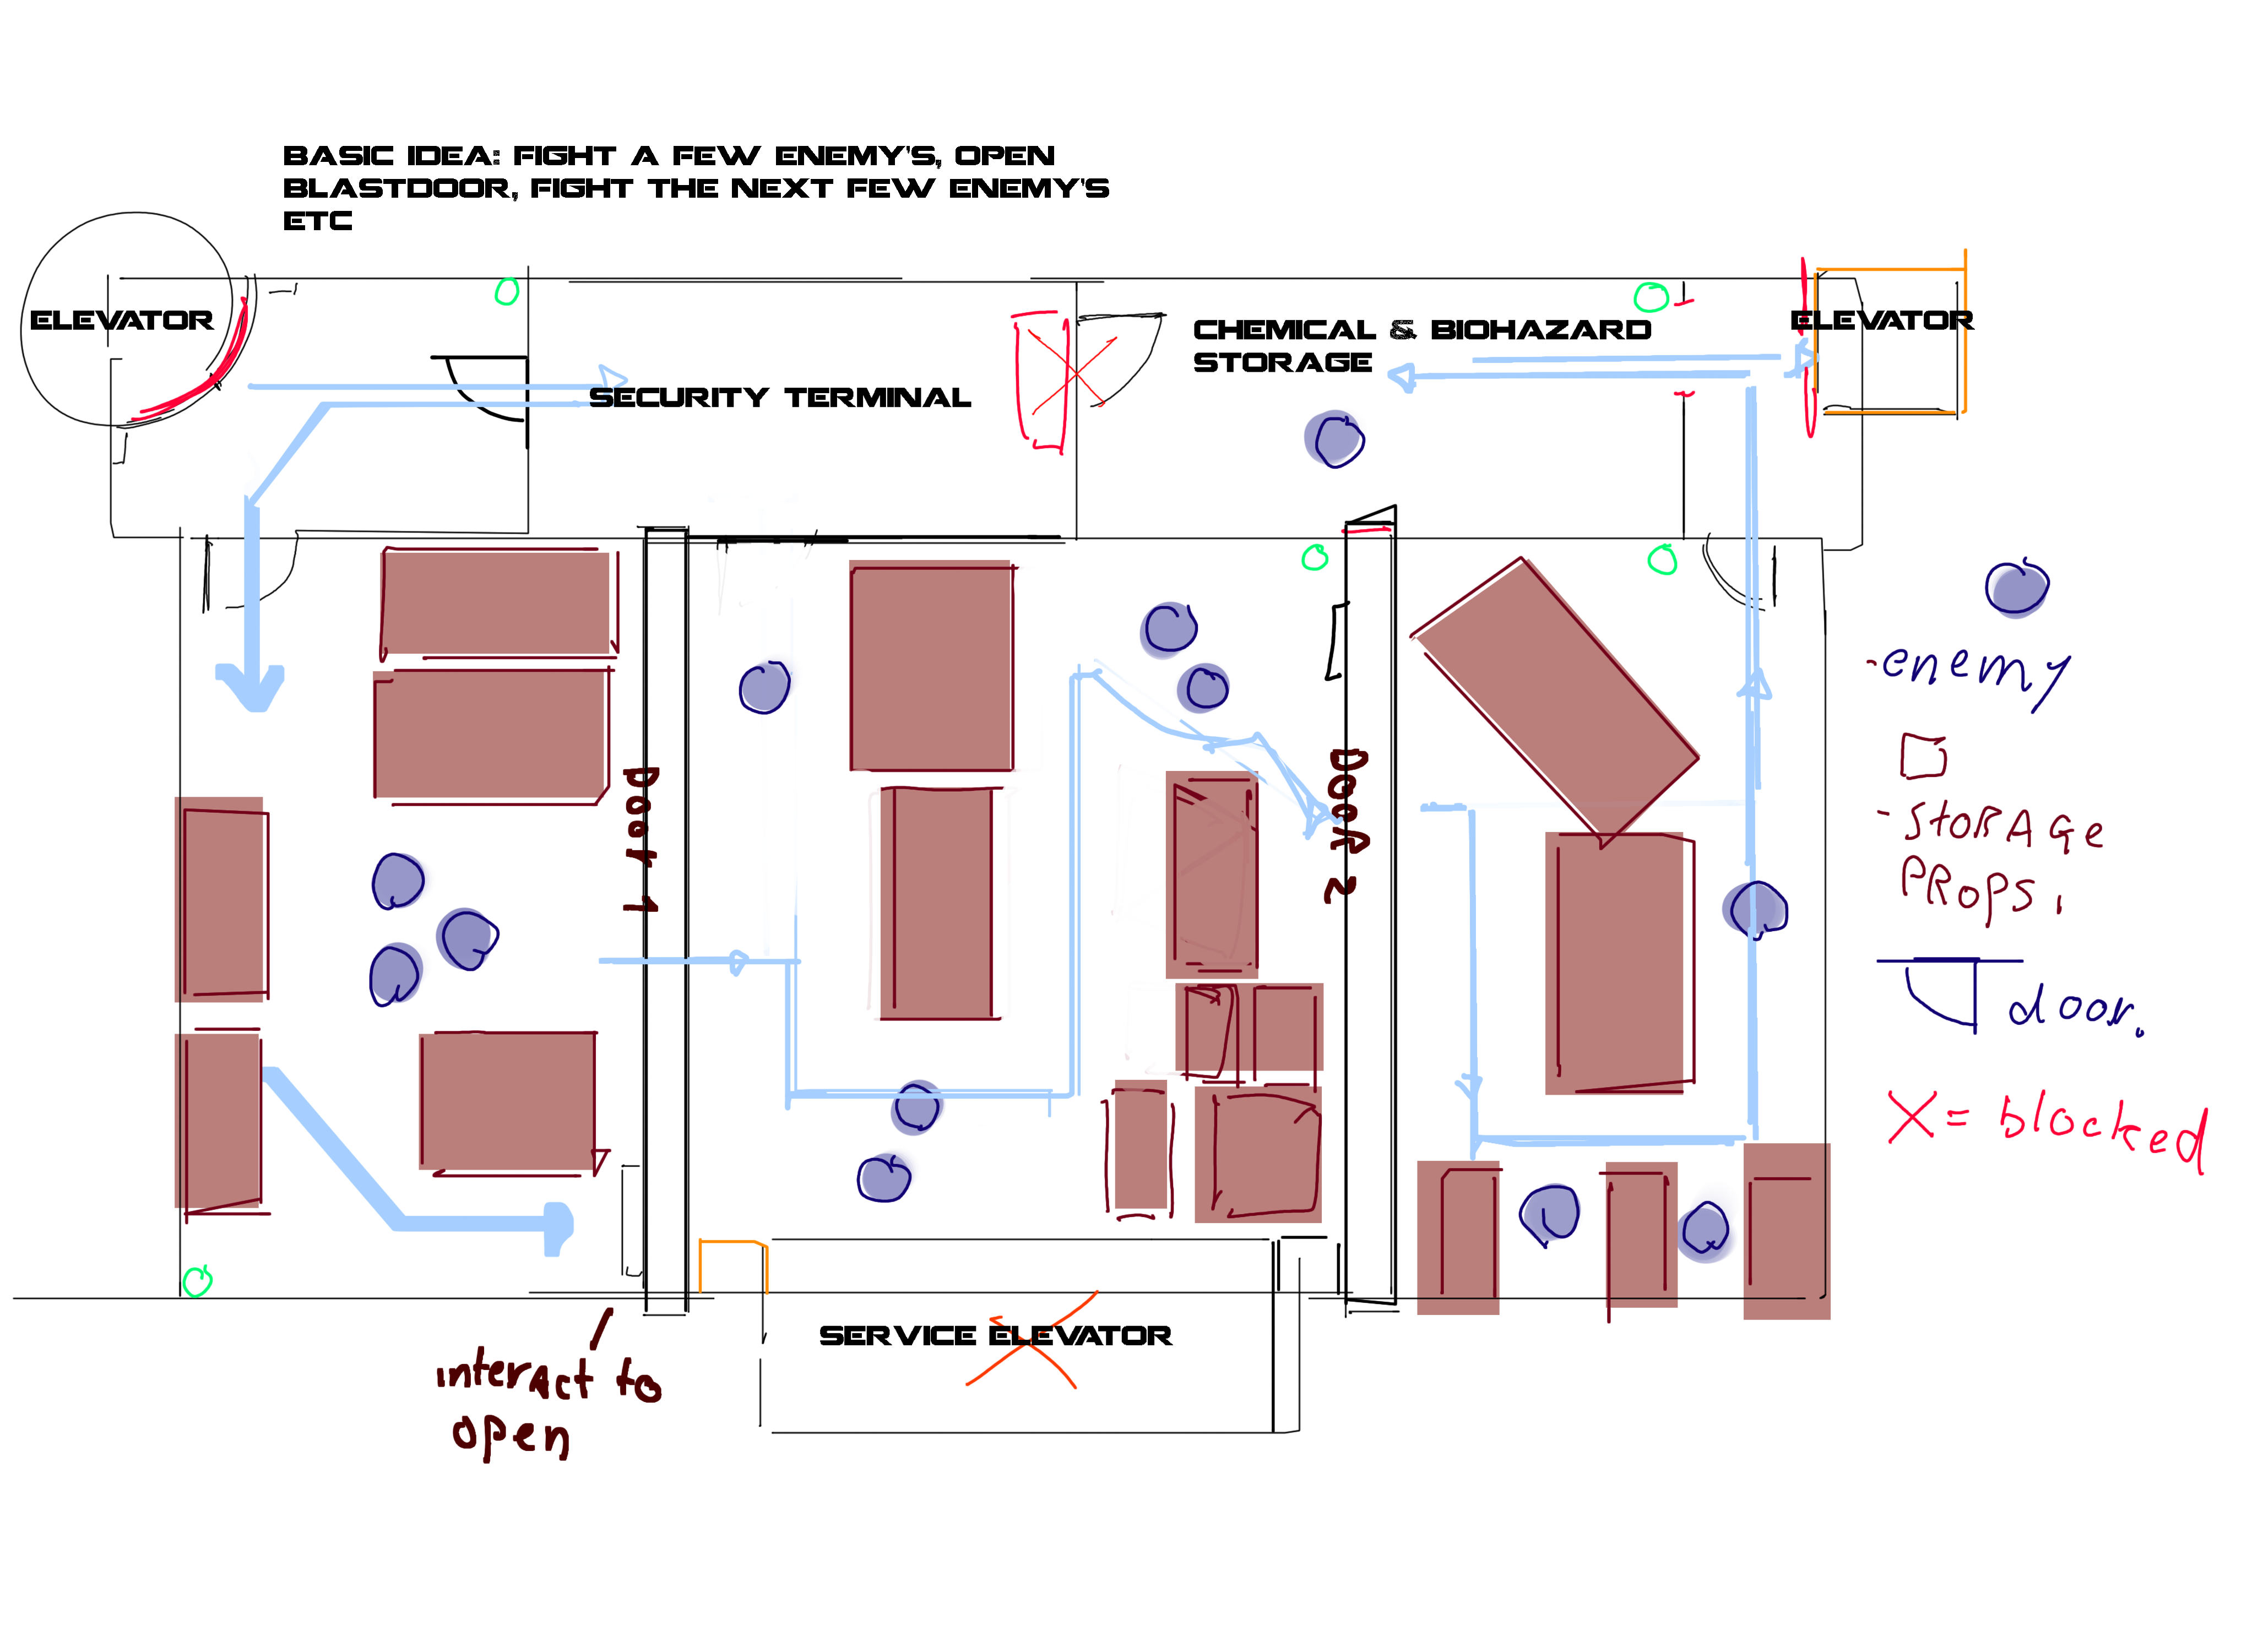 BASIC IDEA: FIGHT A FEW ENEMY'S, OPEN
BLASTDOOR, FIGHT THE NEXT FEW ENEMY'S
ETC
ELEVATOR
SECURITY TERMINAL
CHEMICAL & BIOHAZARD
STORAGE
ELEVATOR
DOOR 1
DOOR 2
-enemy
-STORAGe
PROPS.
door.
X= blocked
SERVICE ELEVATOR
interact to
open